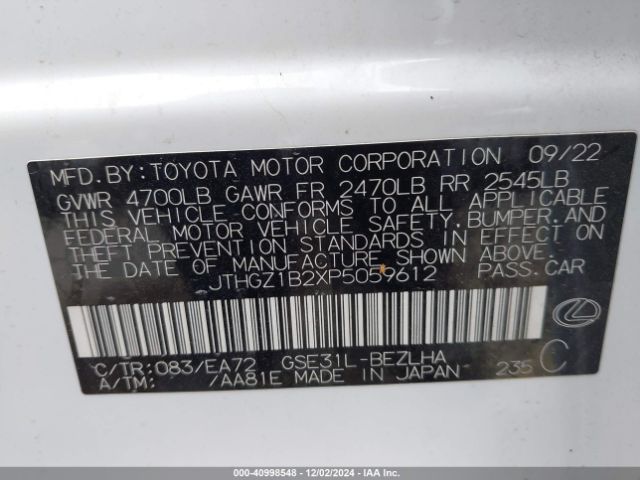 MFD.BY:TOYOTA MOTOR CORPORATION 09/22
GVWR 4700LB GAWR FR 2470LB RR 2545LB
THIS VEHICLE CONFORMS TO ALL APPLICABLE
FEDERAL MOTOR VEHICLE SAFETY,BUMPER,AND
THEFT PREVENTION STANDARDS IN EFFECT ON
THE DATE OF MANUFACTURE SHOWN ABOVE.
JTHGZ1B2XP5059612 PASS.CAR
C/TR:083/EA72 GSE31L-BEZLHA
A/TM: /AA81E MADE IN JAPAN 235 C
000-40998548 - 12/02/2024 - IAA Inc.